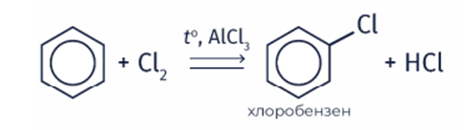 + Cl₂ t°, AlCl₃ Cl + HCl
хлоробензен